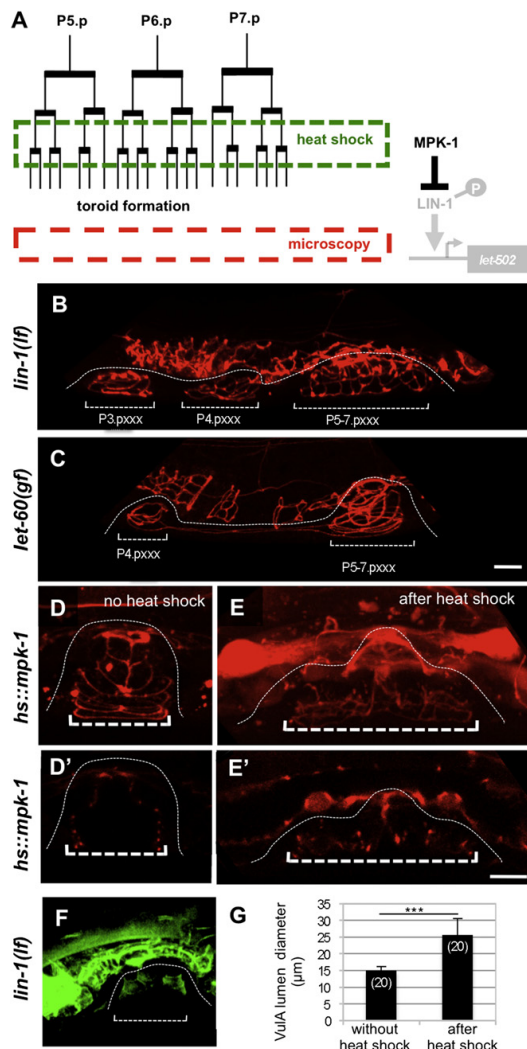 A
P5.p P6.p P7.p
heat shock
toroid formation
microscopy
MPK-1
LIN-1 P
let-502
B
lin-1(lf)
P3.pxxx P4.pxxx P5-7.pxxx
C
let-60(gf)
P4.pxxx P5-7.pxxx
D no heat shock
E after heat shock
hs::mpk-1
D' E'
hs::mpk-1
F
lin-1(lf)
G
VulA lumen diameter
(µm)
35
30
25
20
15
10
5
0
***
(20)
(20)
without
heat shock
after
heat shock